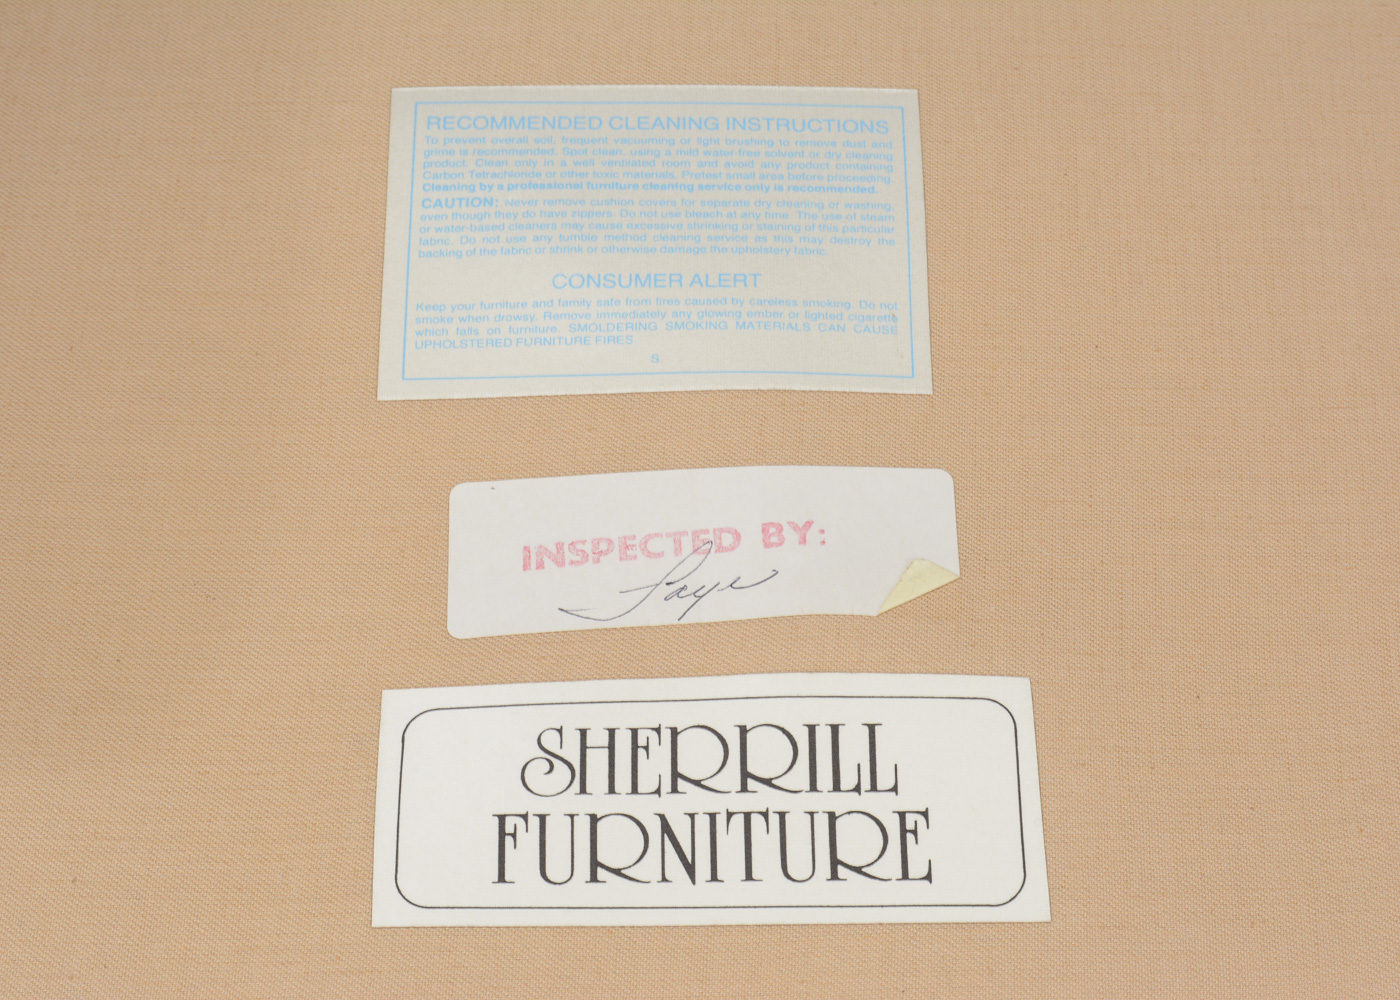 RECOMMENDED CLEANING INSTRUCTIONS
To prevent overall soil, frequent vacuuming or light brushing to remove dust and
grime is recommended. Spot clean, using a mild water-free solvent or dry cleaning
product. Clean only in a well ventilated room and avoid any product containing
Carbon Tetrachloride or other toxic materials. Pretest small area before proceeding.
Cleaning by a professional furniture cleaning service only is recommended.
CAUTION: Never remove cushion covers for separate dry cleaning or washing,
even though they do have zippers. Do not use bleach at any time. The use of steam
or water-based cleaners may cause excessive shrinking or staining of this particular
fabric. Do not use any tumble method cleaning service as this may destroy the
backing of the fabric or shrink or otherwise damage the upholstery fabric.
CONSUMER ALERT
Keep your furniture and family safe from fires caused by careless smoking. Do not
smoke when drowsy. Remove immediately any glowing ember or lighted cigarette
which falls on furniture. SMOLDERING SMOKING MATERIALS CAN CAUSE
UPHOLSTERED FURNITURE FIRES
S
INSPECTED BY:
Faye
SHERRILL
FURNITURE